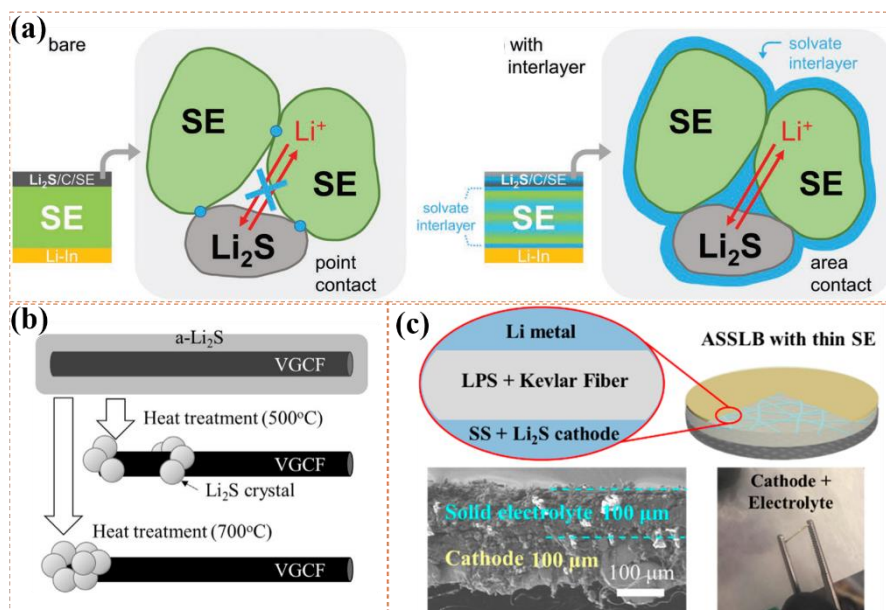 (a)
bare
SE
Li⁺
SE
Li₂S
point
contact
Li₂S/C/SE
SE
Li-In
with
interlayer
solvate
interlayer
SE
Li⁺
SE
Li₂S
area
contact
Li₂S/C/SE
solvate
interlayer
SE
Li-In
(b)
a-Li₂S
VGCF
Heat treatment (500°C)
VGCF
Li₂S crystal
Heat treatment (700°C)
VGCF
(c)
Li metal
LPS + Kevlar Fiber
SS + Li₂S cathode
ASSLB with thin SE
Solid electrolyte 100 μm
Cathode 100 μm
100 μm
Cathode +
Electrolyte